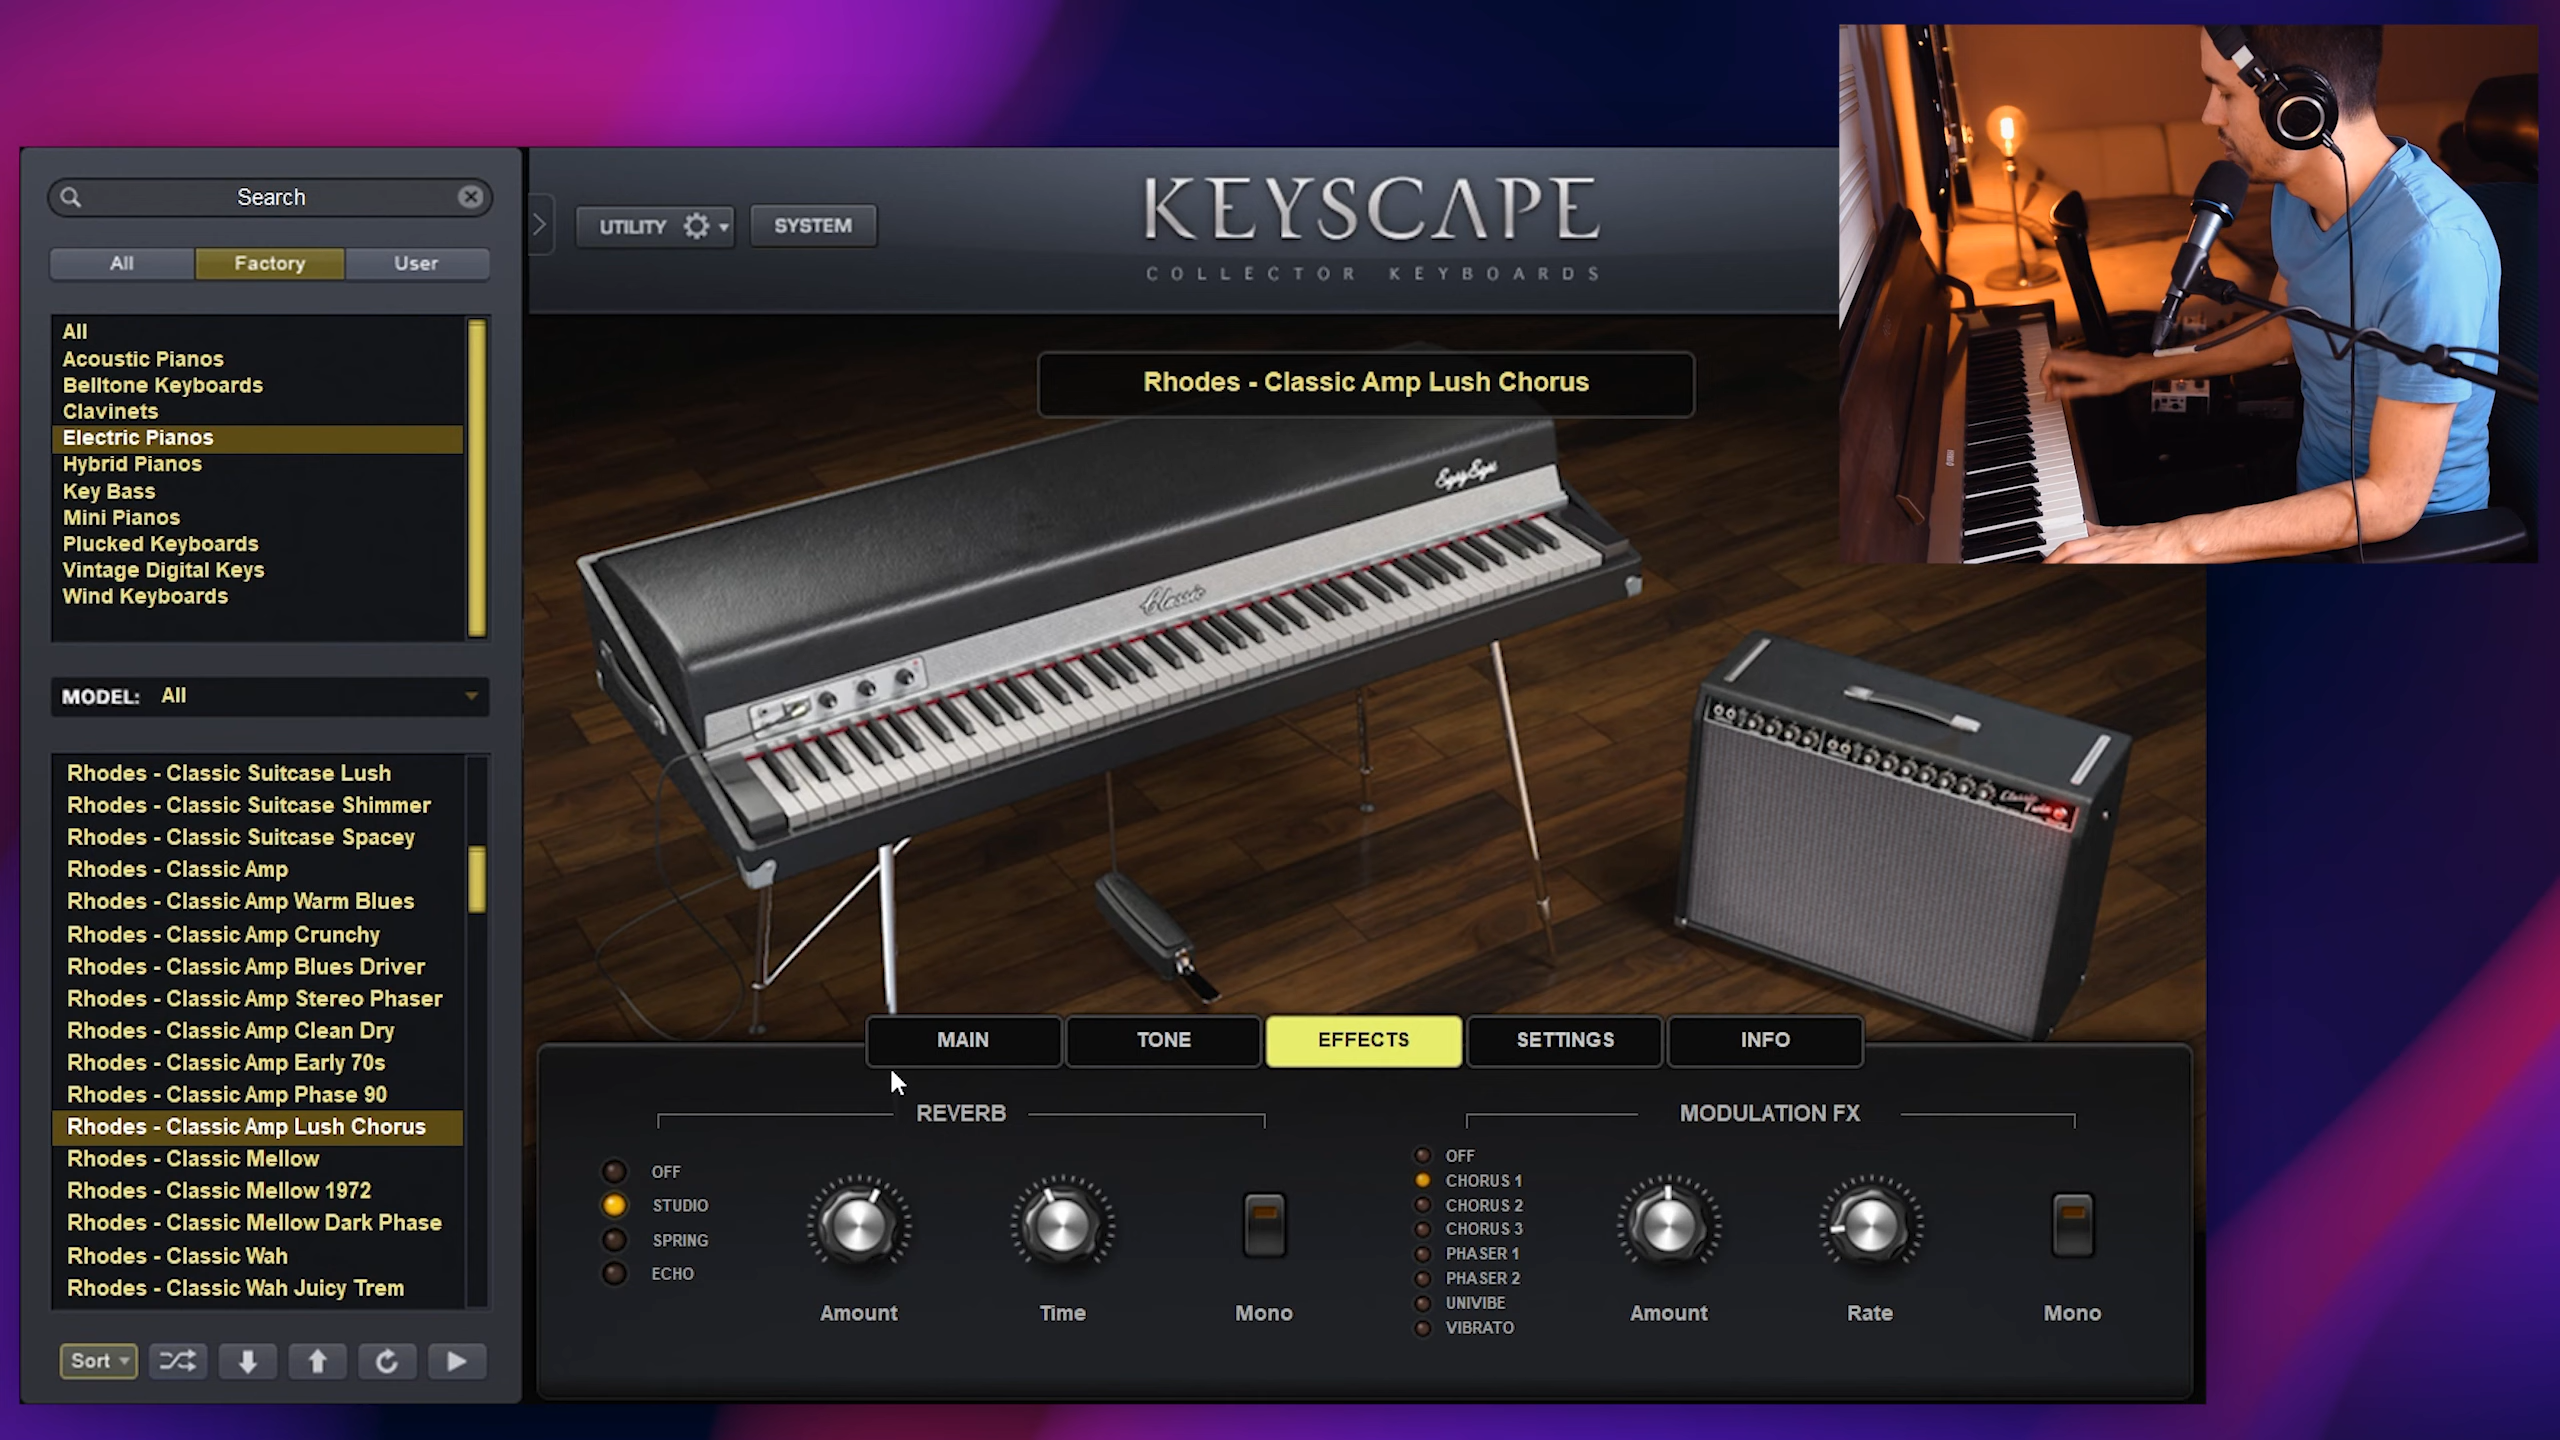 Search
All
Factory
User
All
Acoustic Pianos
Belltone Keyboards
Clavinets
Electric Pianos
Hybrid Pianos
Key Bass
Mini Pianos
Plucked Keyboards
Vintage Digital Keys
Wind Keyboards
MODEL: All
Rhodes - Classic Suitcase Lush
Rhodes - Classic Suitcase Shimmer
Rhodes - Classic Suitcase Spacey
Rhodes - Classic Amp
Rhodes - Classic Amp Warm Blues
Rhodes - Classic Amp Crunchy
Rhodes - Classic Amp Blues Driver
Rhodes - Classic Amp Stereo Phaser
Rhodes - Classic Amp Clean Dry
Rhodes - Classic Amp Early 70s
Rhodes - Classic Amp Phase 90
Rhodes - Classic Amp Lush Chorus
Rhodes - Classic Mellow
Rhodes - Classic Mellow 1972
Rhodes - Classic Mellow Dark Phase
Rhodes - Classic Wah
Rhodes - Classic Wah Juicy Trem
Sort
UTILITY
SYSTEM
KEYSCAPE
COLLECTOR KEYBOARDS
Rhodes - Classic Amp Lush Chorus
Eighty Eight
Classic
Classic
Twin
MAIN
TONE
EFFECTS
SETTINGS
INFO
REVERB
OFF
STUDIO
SPRING
ECHO
Amount
Time
Mono
MODULATION FX
OFF
CHORUS 1
CHORUS 2
CHORUS 3
PHASER 1
PHASER 2
UNIVIBE
VIBRATO
Amount
Rate
Mono